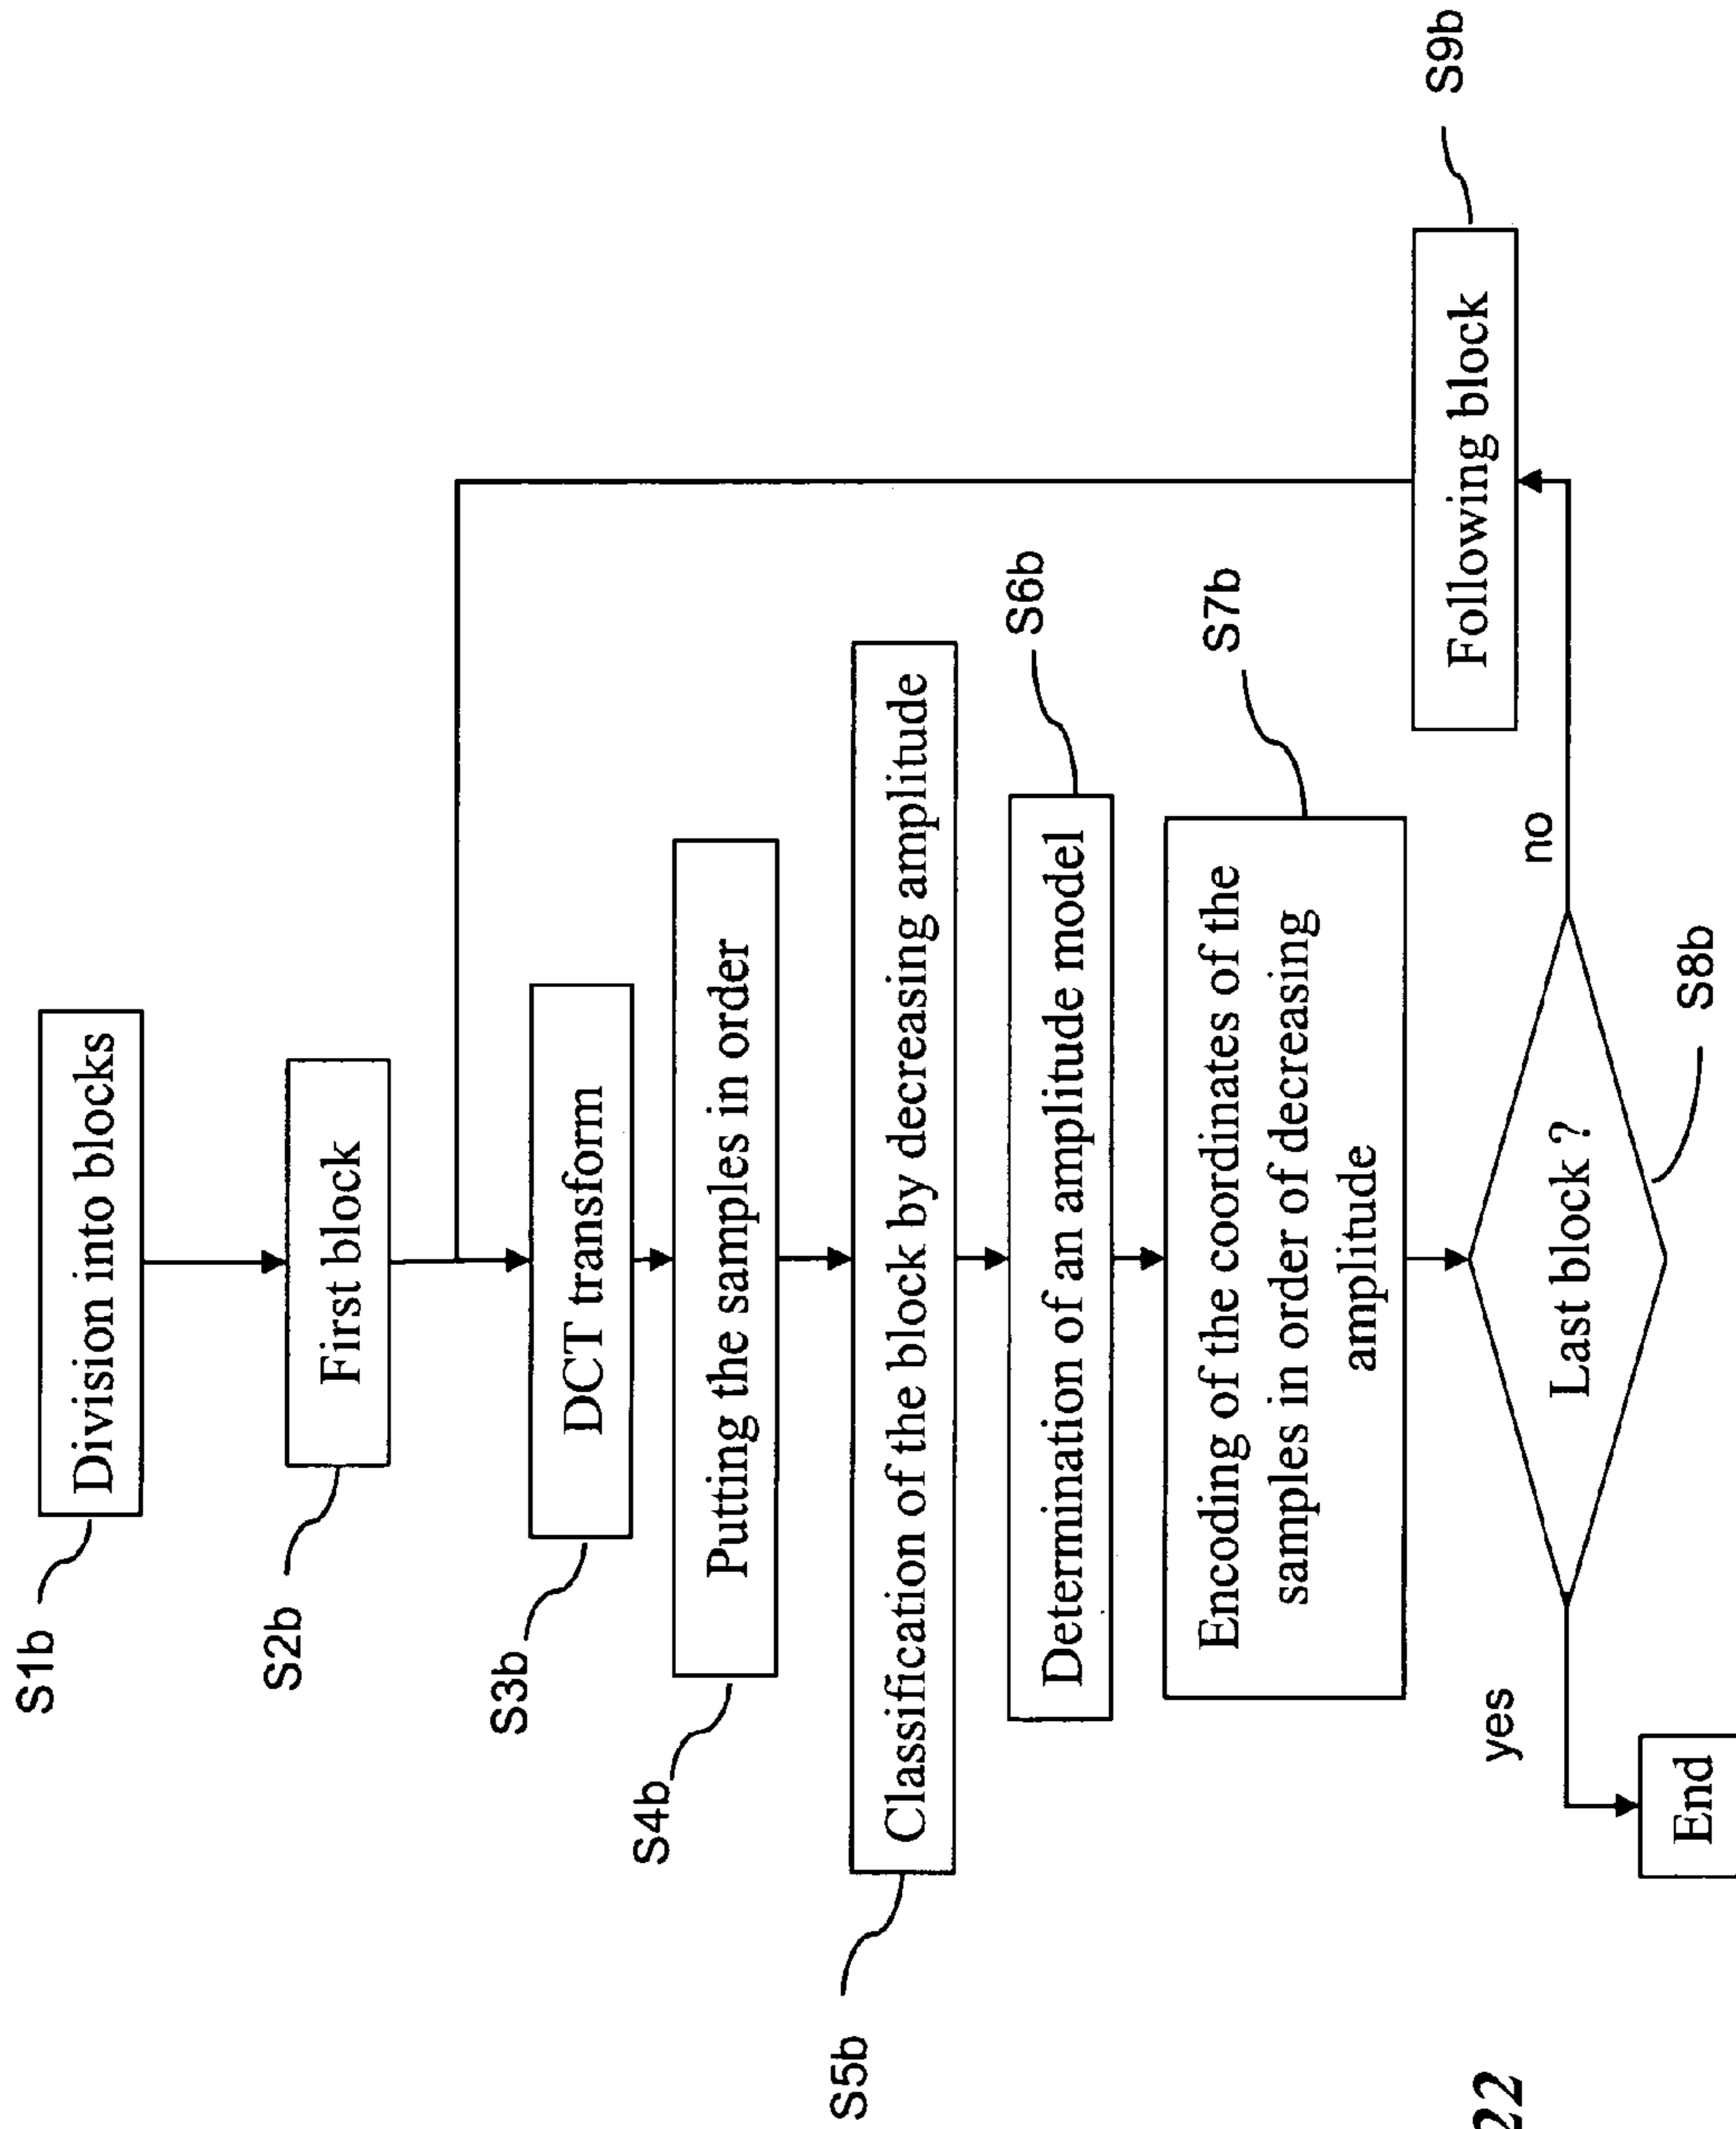 S1b
Division into blocks
S2b
First block
S3b
DCT transform
S4b
Putting the samples in order
S5b
Classification of the block by decreasing amplitude
Determination of an amplitude model
S6b
Encoding of the coordinates of the
samples in order of decreasing
amplitude
S7b
Last block ?
S8b
yes
no
Following block
S9b
End
22